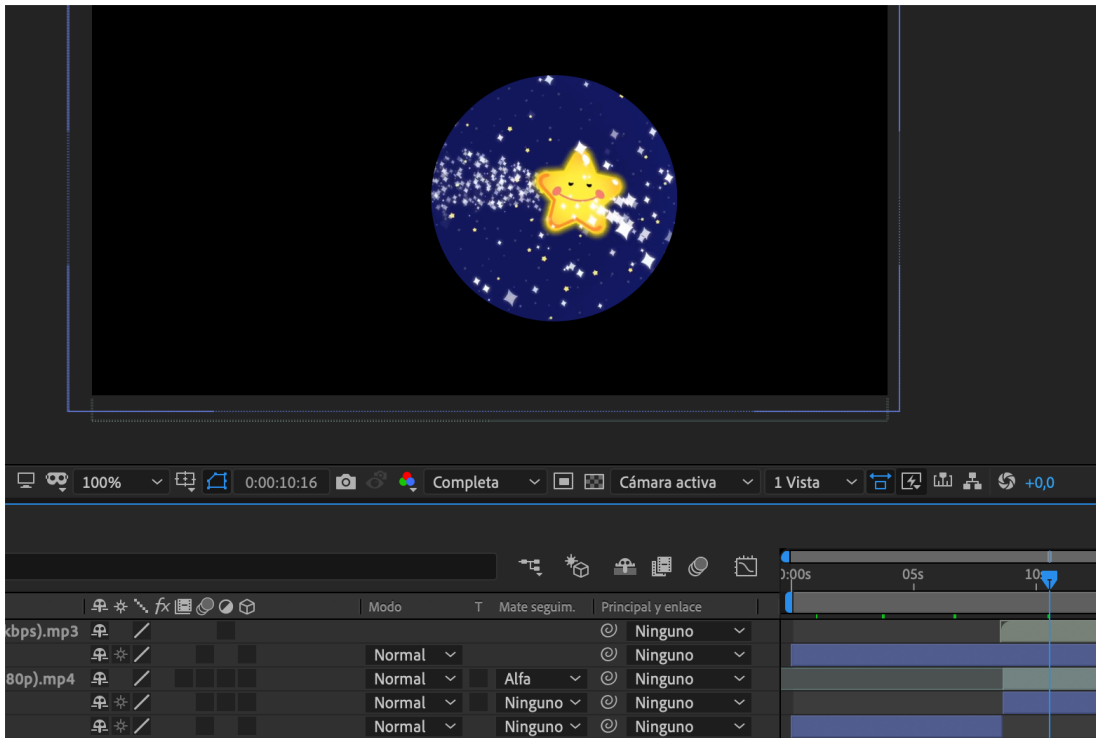 100% 0:00:10:16 Completa Cámara activa 1 Vista +0,0
0:00s 05s 10s
fx Modo T Mate seguim. Principal y enlace
kbps).mp3 Ninguno
Normal Ninguno
80p).mp4 Normal Alfa Ninguno
Normal Ninguno Ninguno
Normal Ninguno Ninguno